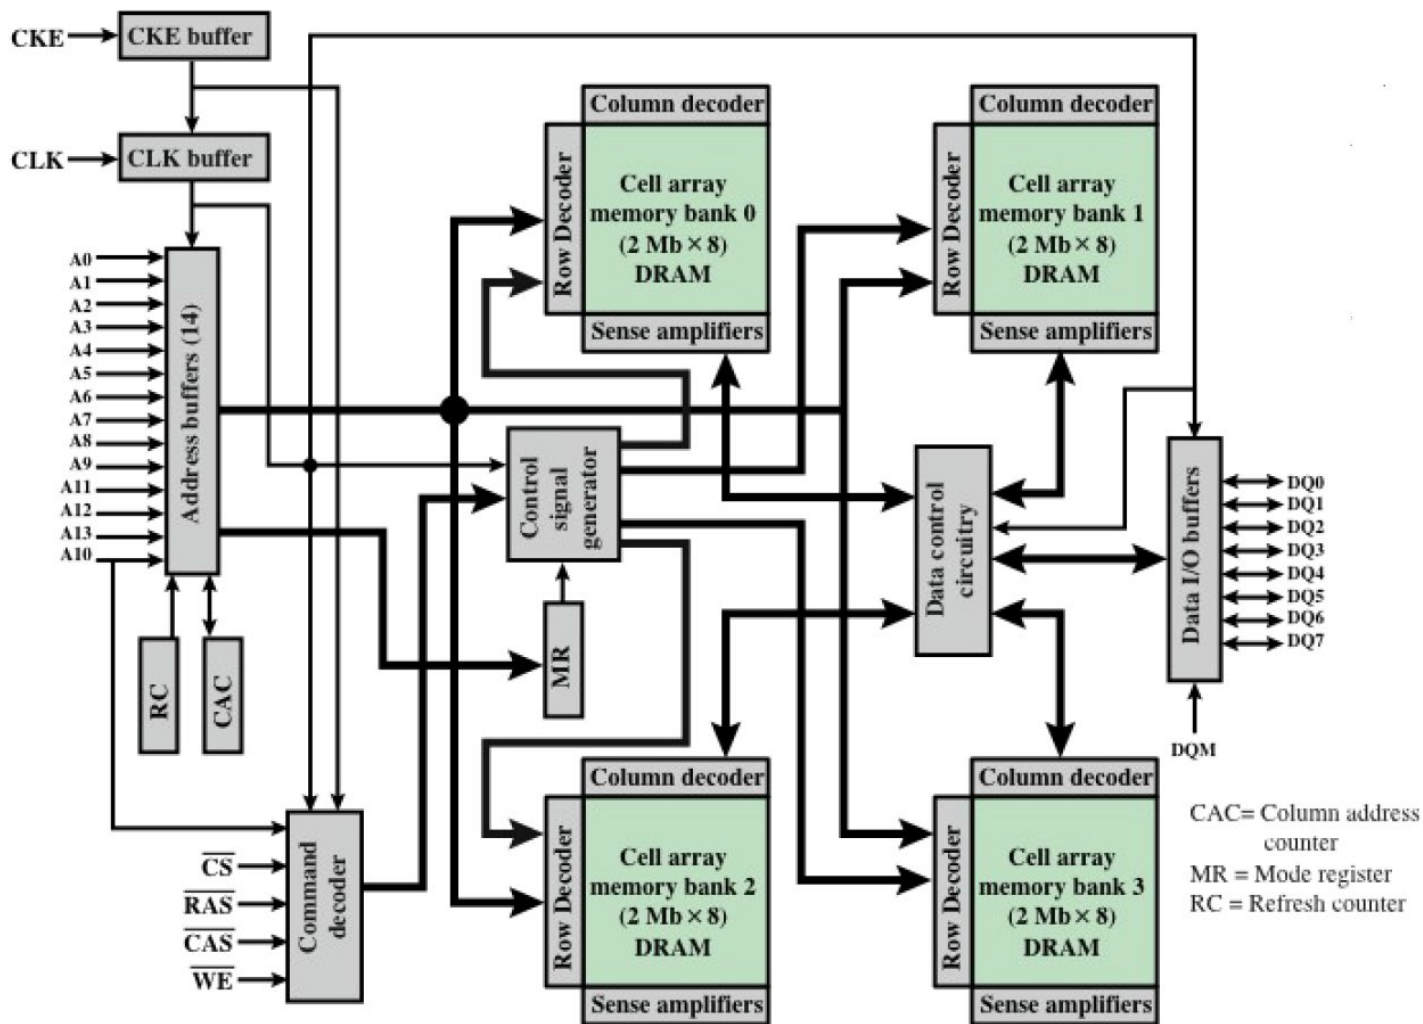 CKE
CKE buffer
CLK
CLK buffer
A0
A1
A2
A3
A4
A5
A6
A7
A8
A9
A11
A12
A13
A10
Address buffers (14)
RC
CAC
CS
RAS
CAS
WE
Command
decoder
Control
signal
generator
MR
Column decoder
Row Decoder
Cell array
memory bank 0
(2 Mb × 8)
DRAM
Sense amplifiers
Column decoder
Row Decoder
Cell array
memory bank 1
(2 Mb × 8)
DRAM
Sense amplifiers
Data control
circuitry
Data I/O buffers
DQ0
DQ1
DQ2
DQ3
DQ4
DQ5
DQ6
DQ7
DQM
Column decoder
Row Decoder
Cell array
memory bank 2
(2 Mb × 8)
DRAM
Sense amplifiers
Column decoder
Row Decoder
Cell array
memory bank 3
(2 Mb × 8)
DRAM
Sense amplifiers
CAC= Column address
counter
MR = Mode register
RC = Refresh counter